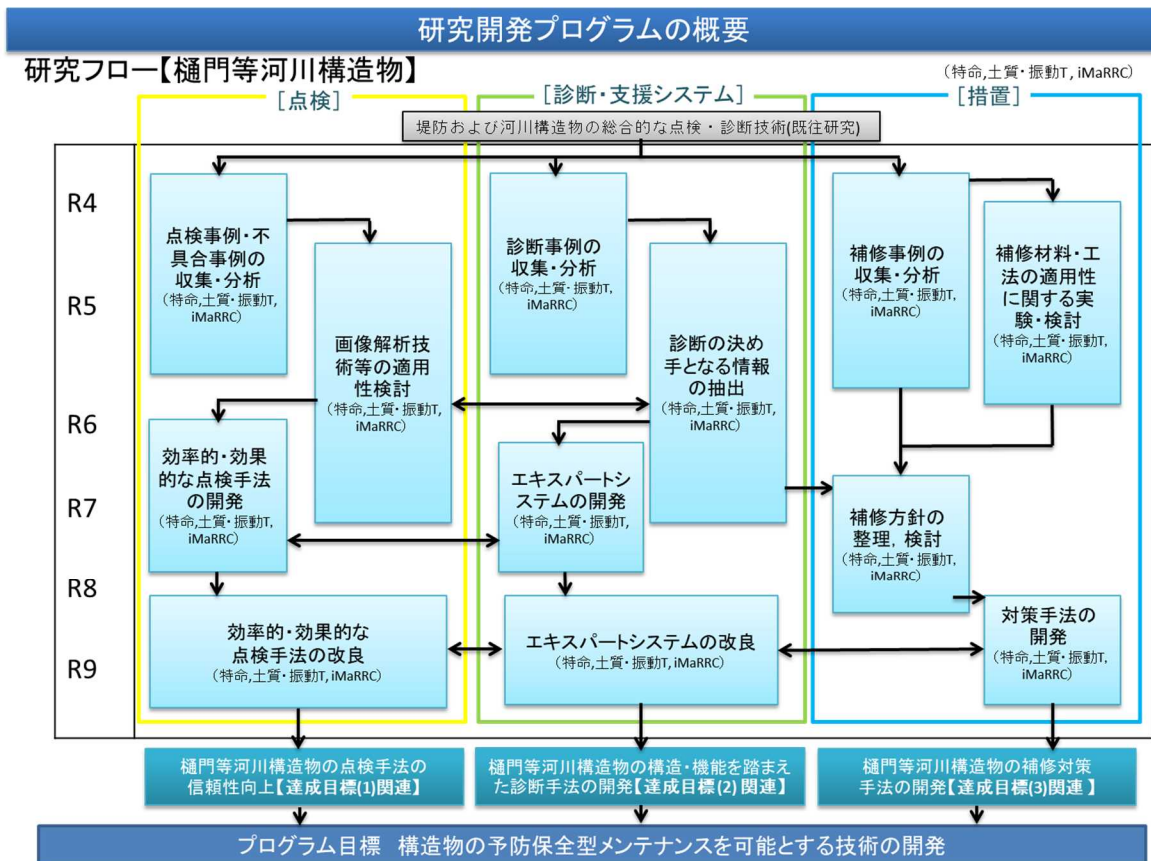 研究開発プログラムの概要
研究フロー【樋門等河川構造物】
(特命,土質・振動T, iMaRRC)
[点検]
[診断・支援システム]
[措置]
堤防および河川構造物の総合的な点検・診断技術(既往研究)
R4
R5
R6
R7
R8
R9
点検事例・不
具合事例の
収集・分析
(特命,土質・振動T,
iMaRRC)
画像解析技
術等の適用
性検討
(特命,土質・振動T,
iMaRRC)
効率的・効果
的な点検手法
の開発
(特命,土質・振動T,
iMaRRC)
効率的・効果的な
点検手法の改良
(特命,土質・振動T, iMaRRC)
診断事例の
収集・分析
(特命,土質・振動T,
iMaRRC)
診断の決め
手となる情報
の抽出
(特命,土質・振動T,
iMaRRC)
エキスパートシ
ステムの開発
(特命,土質・振動T,
iMaRRC)
エキスパートシステムの改良
(特命,土質・振動T, iMaRRC)
補修事例の
収集・分析
(特命,土質・振動T,
iMaRRC)
補修材料・工
法の適用性
に関する実
験・検討
(特命,土質・振動T,
iMaRRC)
補修方針の
整理, 検討
(特命,土質・振動T,
iMaRRC)
対策手法の
開発
(特命,土質・振動T,
iMaRRC)
樋門等河川構造物の点検手法の
信頼性向上【達成目標(1)関連】
樋門等河川構造物の構造・機能を踏まえ
た診断手法の開発【達成目標(2) 関連】
樋門等河川構造物の補修対策
手法の開発【達成目標(3)関連 】
プログラム目標 構造物の予防保全型メンテナンスを可能とする技術の開発